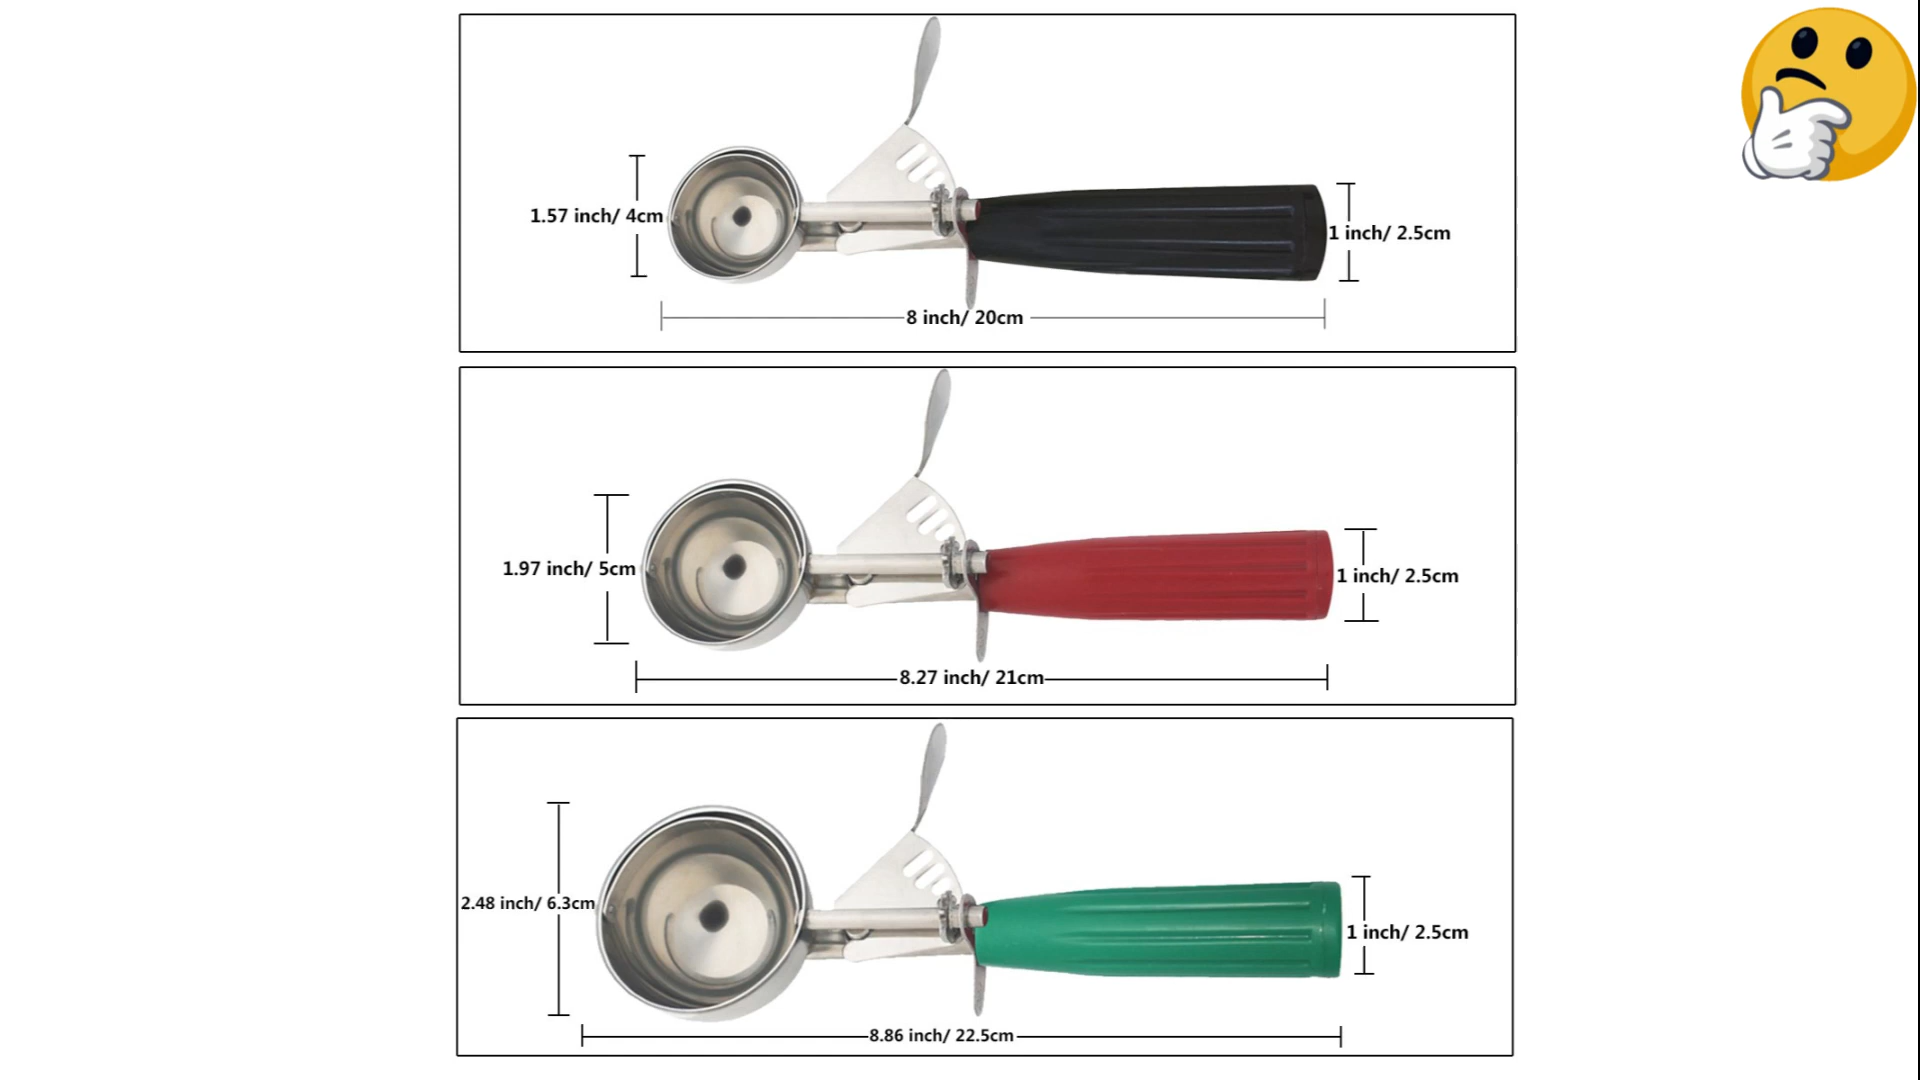 1.57 inch/ 4cm
1 inch/ 2.5cm
8 inch/ 20cm
1.97 inch/ 5cm
1 inch/ 2.5cm
8.27 inch/ 21cm
2.48 inch/ 6.3cm
1 inch/ 2.5cm
8.86 inch/ 22.5cm